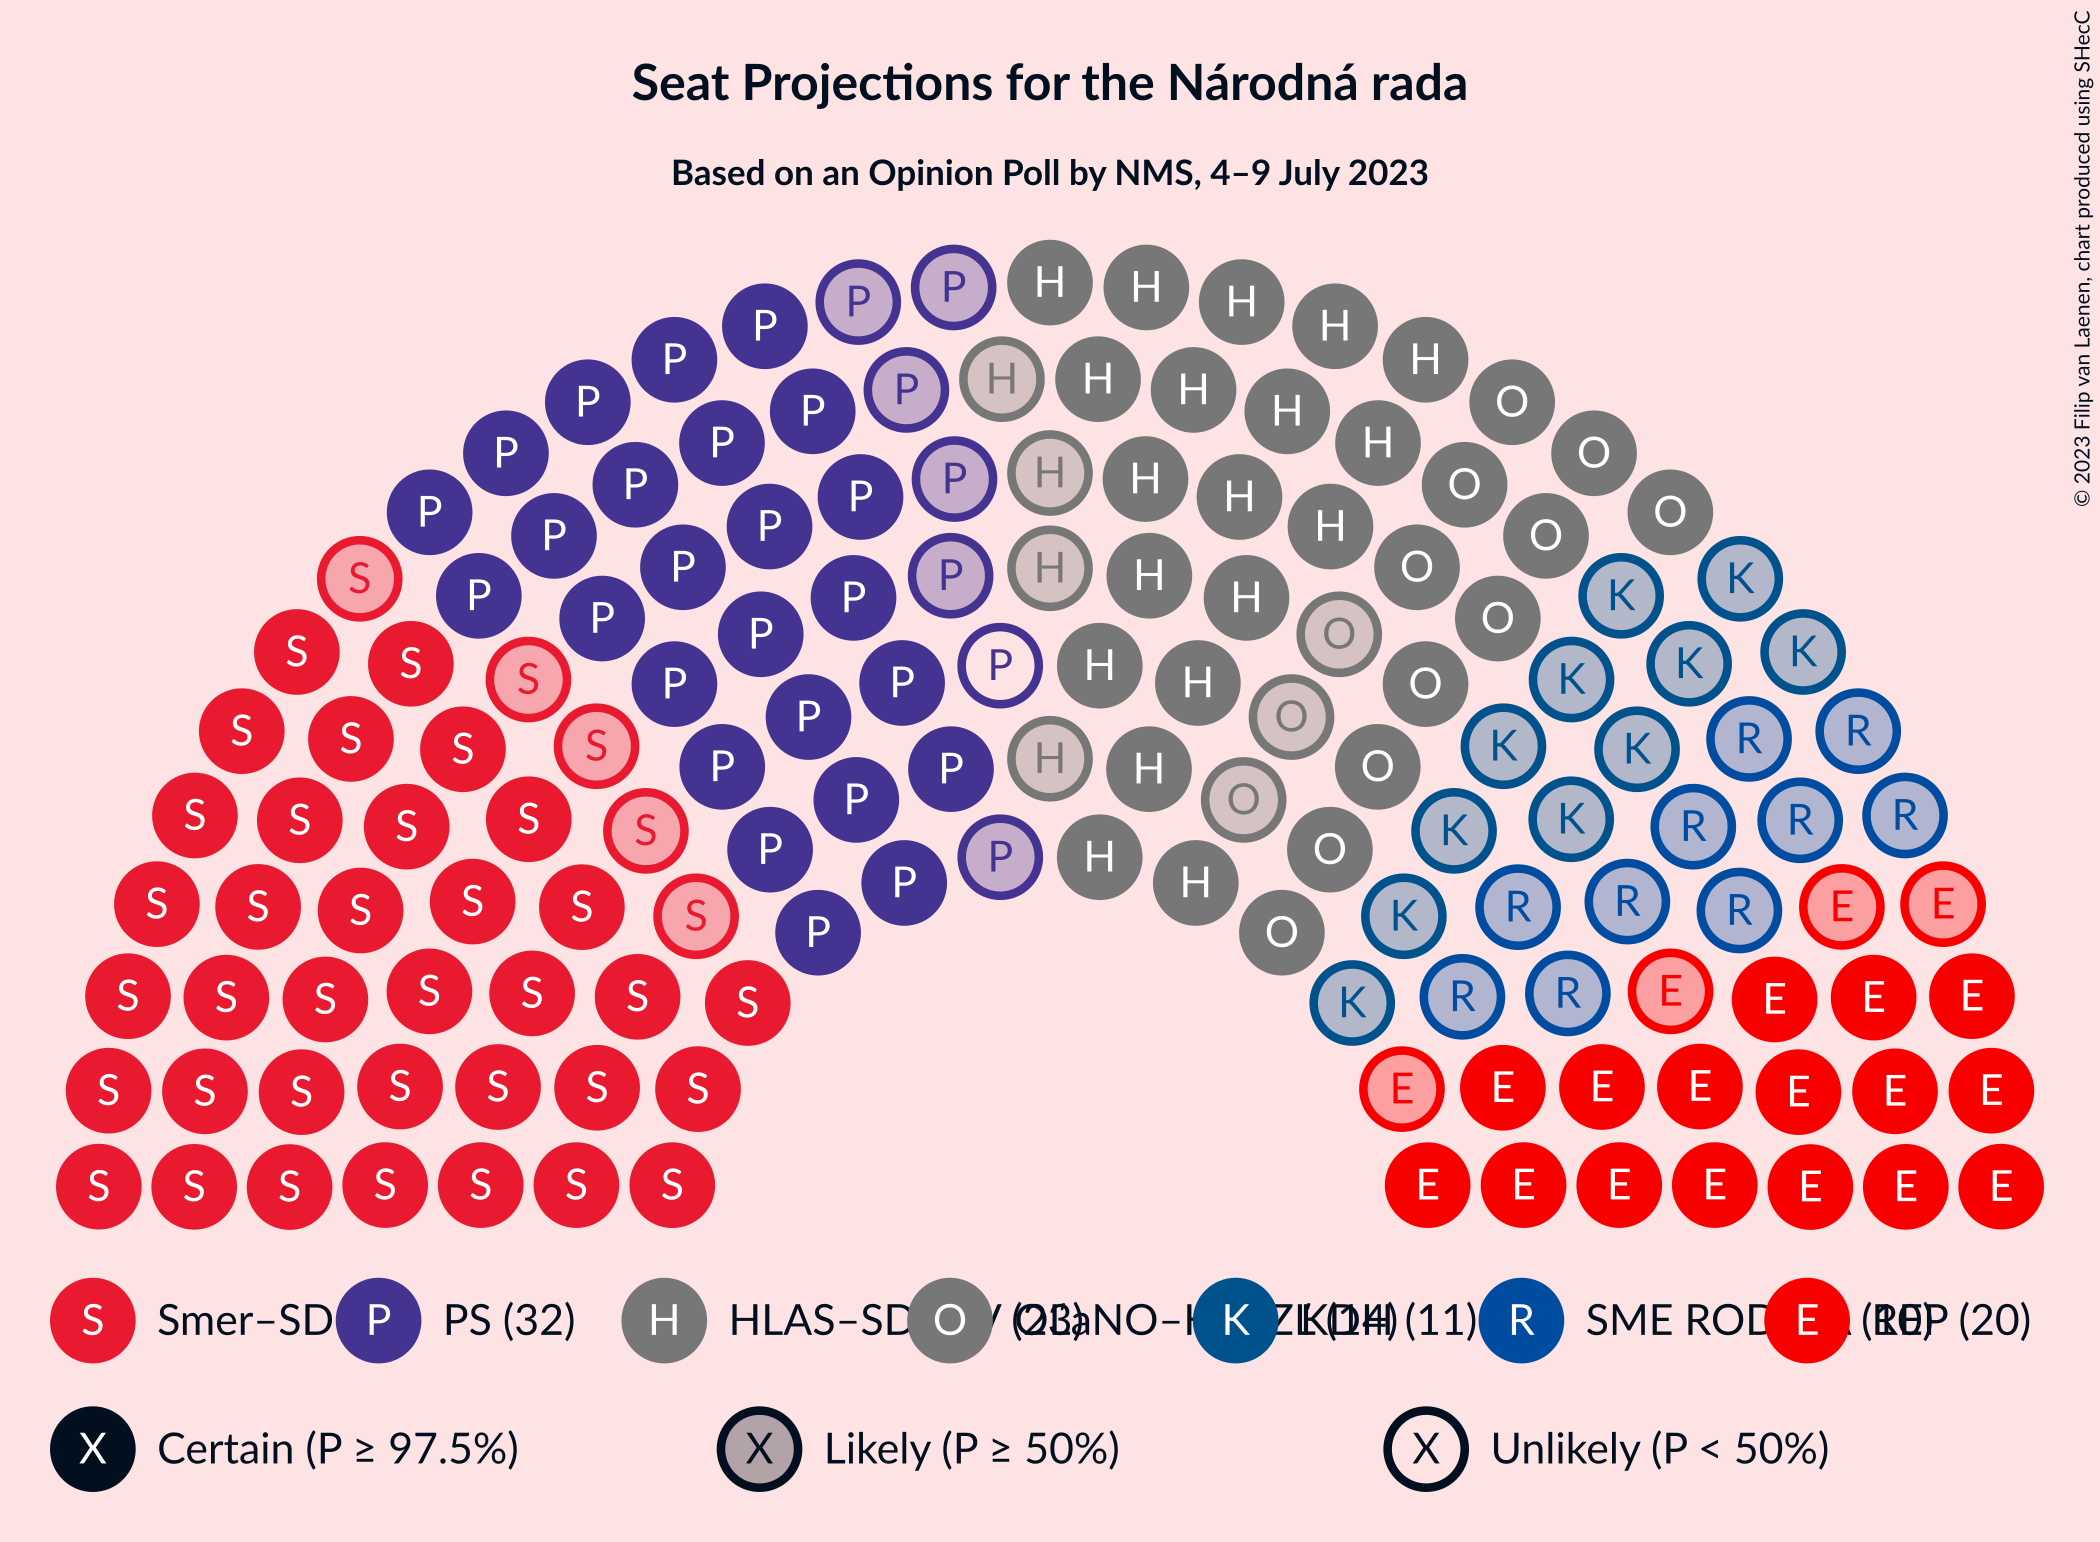 Seat Projections for the Národná rada
Based on an Opinion Poll by NMS, 4–9 July 2023
© 2023 Filip van Laenen, chart produced using SHecC
P P H H H
P H
P H
P P P H H H H O
P P H O
P P P P H H H O O
P P H O
S P P P P H H H O K K
P P O O
S S S P P P H H O K K K
S S S S P P P H H O O K K R R
S S S S S P P P H O O K K R R R
S S S S S S P P H O K R R R E E
S S S S S S S K R R E E E E
S S S S S S S E E E E E E E
S S S S S S S E E E E E E E
S Smer–SD P PS (32) H HLAS–SD (23) O OĽaNO– (14) K KDH (11) R SME (10) E REP (20)
X Certain (P ≥ 97.5%) X Likely (P ≥ 50%) X Unlikely (P < 50%)